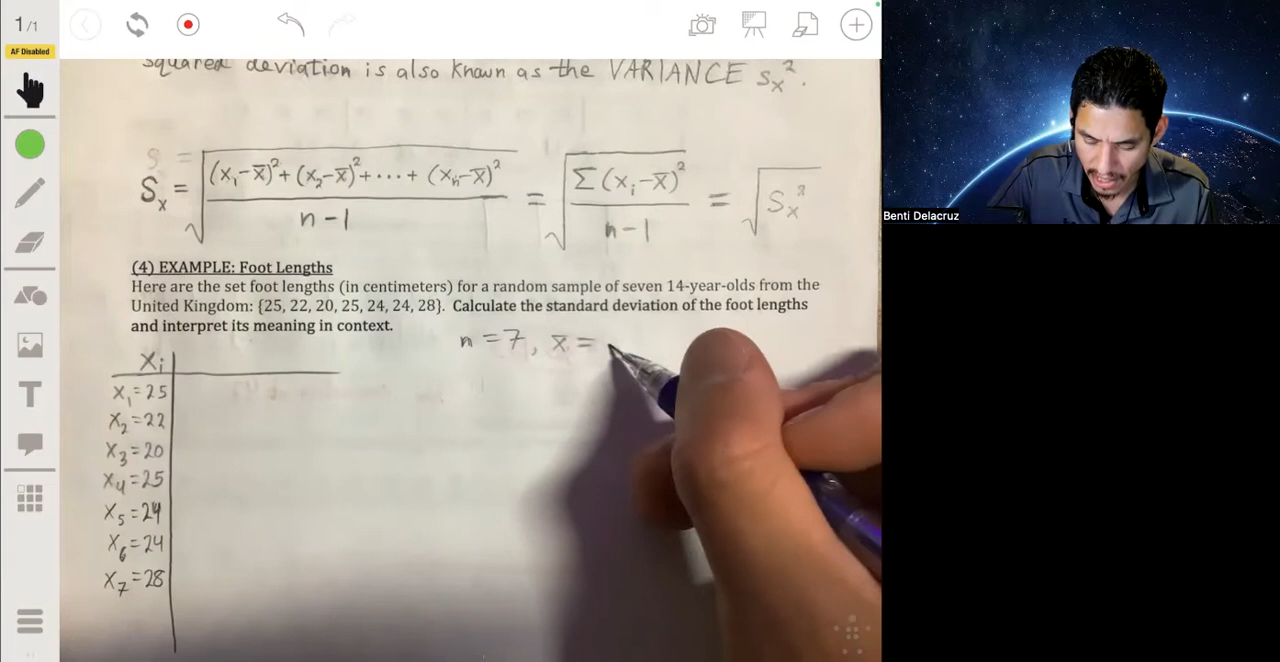 1/1
AF Disabled
squared deviation is also known as the VARIANCE Sx².
Sx = √((x₁-x̄)²+(x₂-x̄)²+···+(xₙ-x̄)² / n-1) = √(Σ(xᵢ-x̄)² / n-1) = √Sx²
(4) EXAMPLE: Foot Lengths
Here are the set foot lengths (in centimeters) for a random sample of seven 14-year-olds from the
United Kingdom: {25, 22, 20, 25, 24, 24, 28}. Calculate the standard deviation of the foot lengths
and interpret its meaning in context.
n = 7, x̄ =
Xi
X₁=25
X₂=22
X₃=20
X₄=25
X₅=24
X₆=24
X₇=28
T
Benti Delacruz